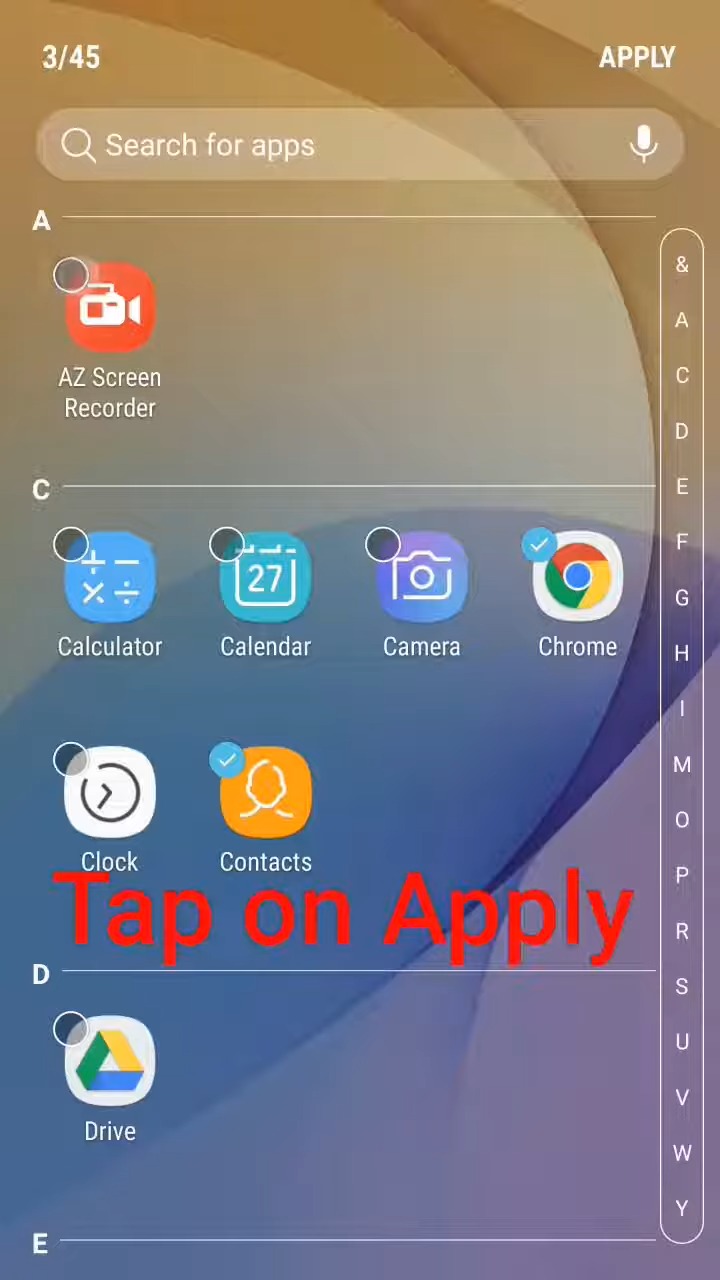 3/45 APPLY
Search for apps
A
AZ Screen
Recorder
C
Calculator Calendar Camera Chrome
27
Clock Contacts
Tap on Apply
D
Drive
E
&
A
C
D
E
F
G
H
I
M
O
P
R
S
U
V
W
Y